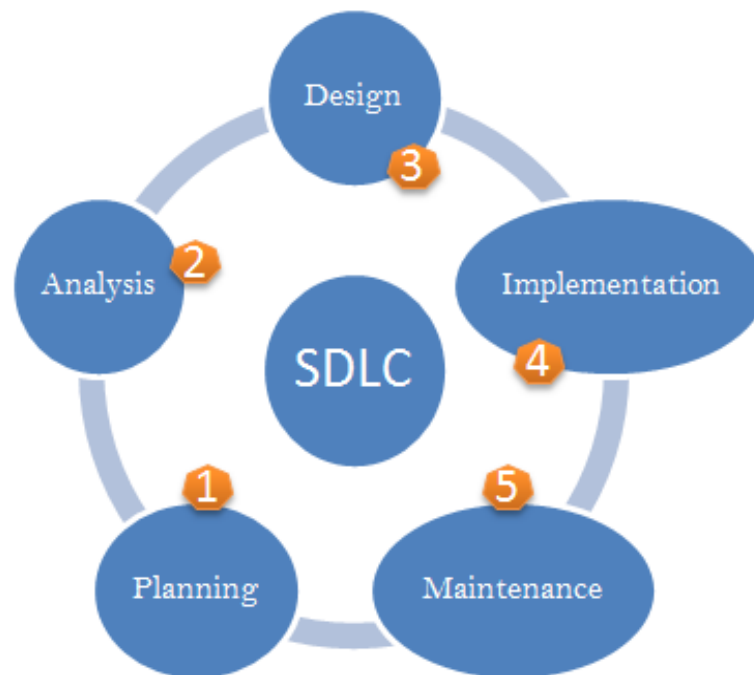 Design
3
2
Analysis
Implementation
SDLC
4
1
5
Planning
Maintenance